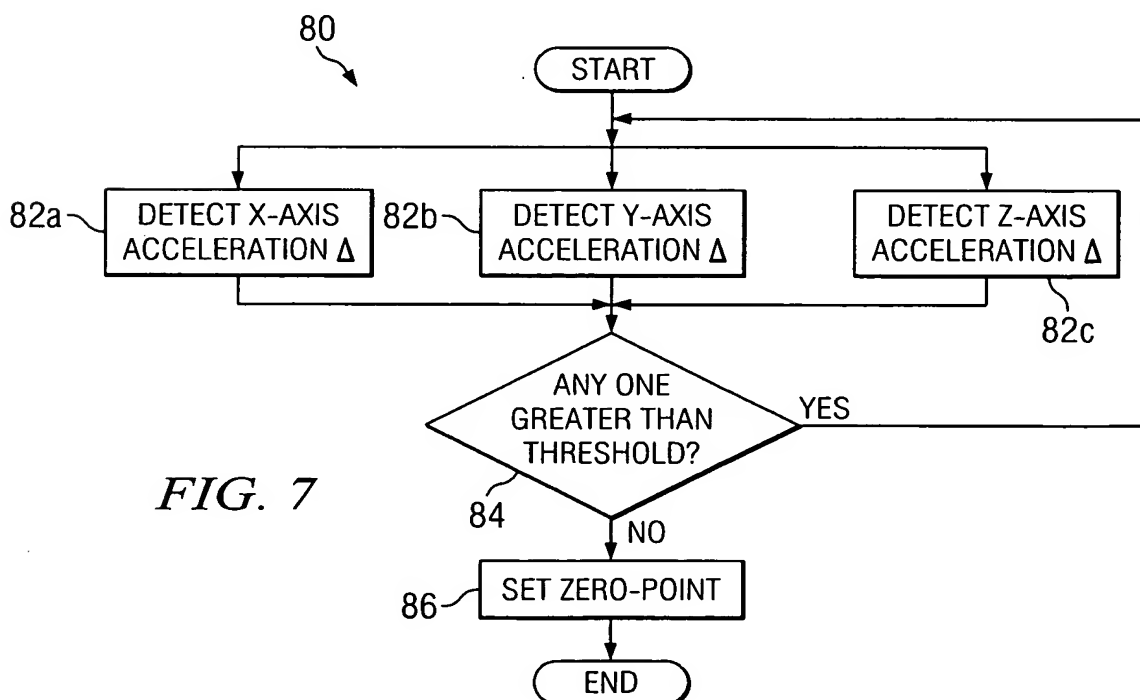 80
START
82a
DETECT X-AXIS
ACCELERATION Δ
82b
DETECT Y-AXIS
ACCELERATION Δ
DETECT Z-AXIS
ACCELERATION Δ
82c
ANY ONE
GREATER THAN
THRESHOLD?
YES
84
NO
FIG. 7
86
SET ZERO-POINT
END